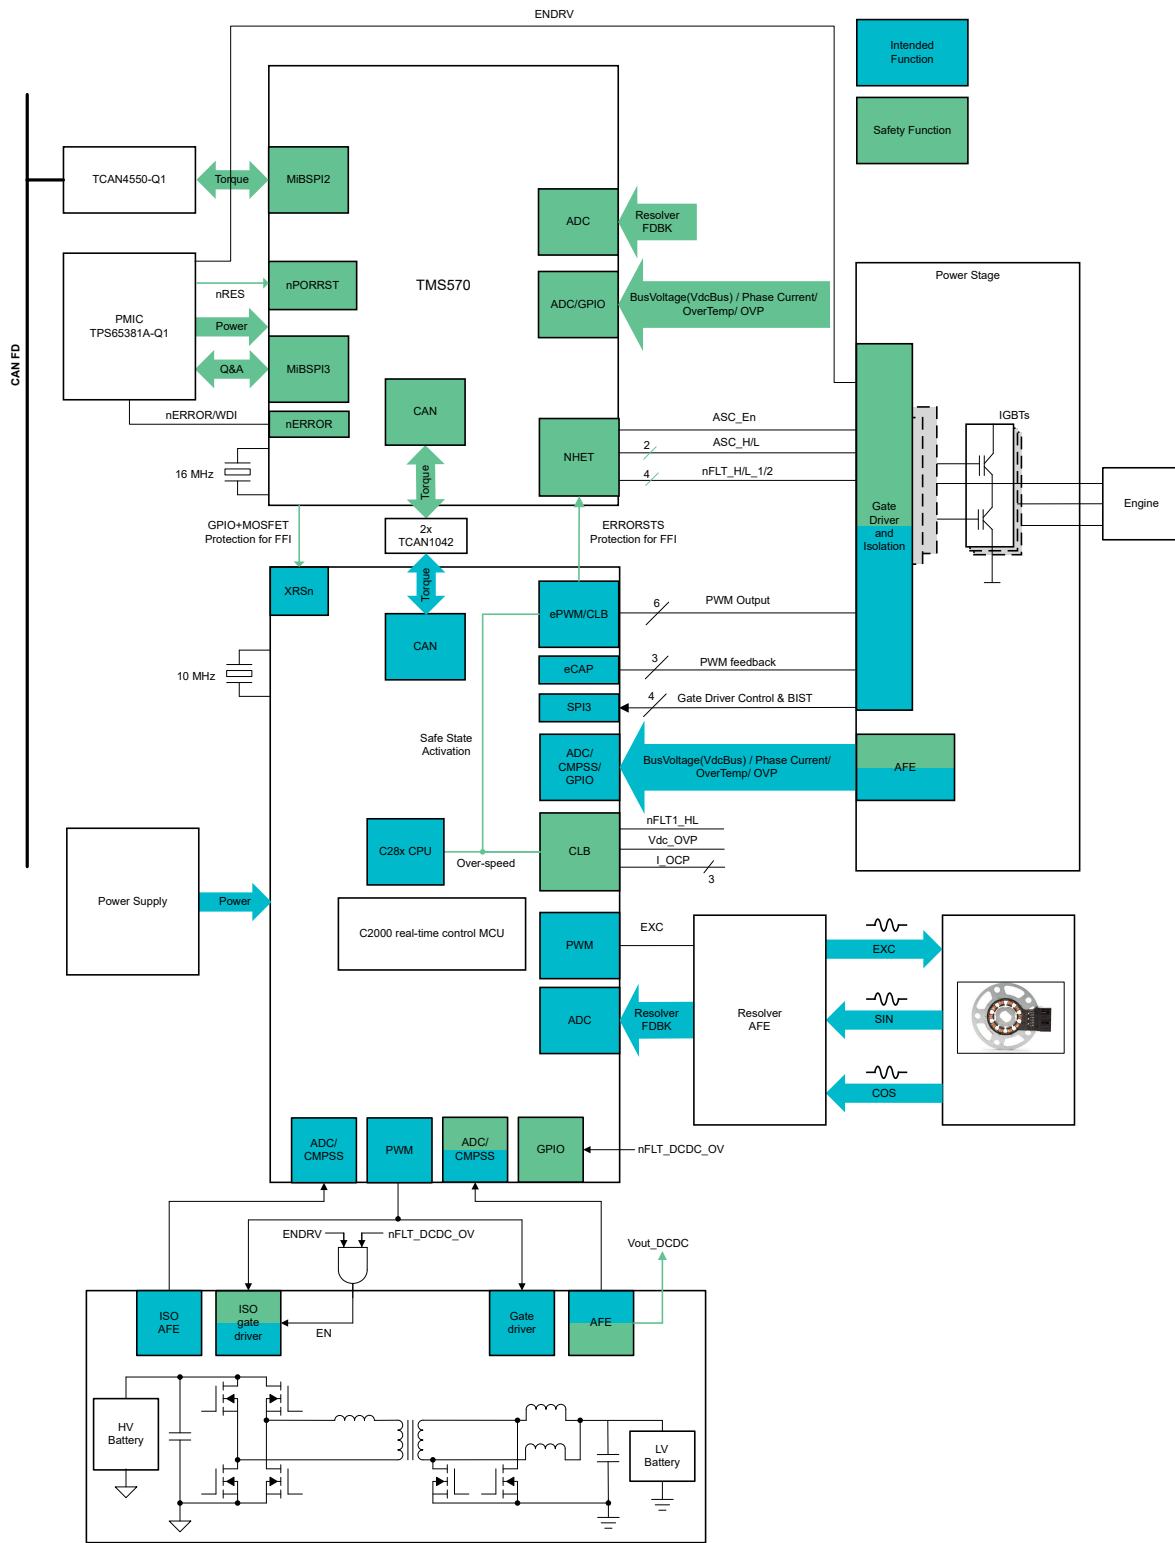 ENDRV
Intended
Function
Safety Function
CAN FD
TCAN4550-Q1
Torque
MiBSPI2
TMS570
ADC
Resolver
FDBK
ADC/GPIO
BusVoltage(VdcBus) / Phase Current/
OverTemp/ OVP
Power Stage
PMIC
TPS65381A-Q1
nRES
nPORRST
Power
Q&A
MiBSPI3
nERROR/WDI
nERROR
16 MHz
CAN
Torque
NHET
ASC_En
2
ASC_H/L
4
nFLT_H/L_1/2
IGBTs
Gate
Driver
and
Isolation
Engine
GPIO+MOSFET
Protection for FFI
2x
TCAN1042
ERRORSTS
Protection for FFI
XRSn
Torque
CAN
ePWM/CLB
6
PWM Output
eCAP
3
PWM feedback
10 MHz
SPI3
4
Gate Driver Control & BIST
Safe State
Activation
ADC/
CMPSS/
GPIO
BusVoltage(VdcBus) / Phase Current/
OverTemp/ OVP
AFE
C28x CPU
Over-speed
CLB
nFLT1_HL
Vdc_OVP
I_OCP
3
Power Supply
Power
C2000 real-time control MCU
PWM
EXC
ADC
Resolver
FDBK
Resolver
AFE
EXC
SIN
COS
ADC/
CMPSS
PWM
ADC/
CMPSS
GPIO
nFLT_DCDC_OV
ENDRV
nFLT_DCDC_OV
Vout_DCDC
ISO
AFE
ISO
gate
driver
EN
Gate
driver
AFE
HV
Battery
LV
Battery